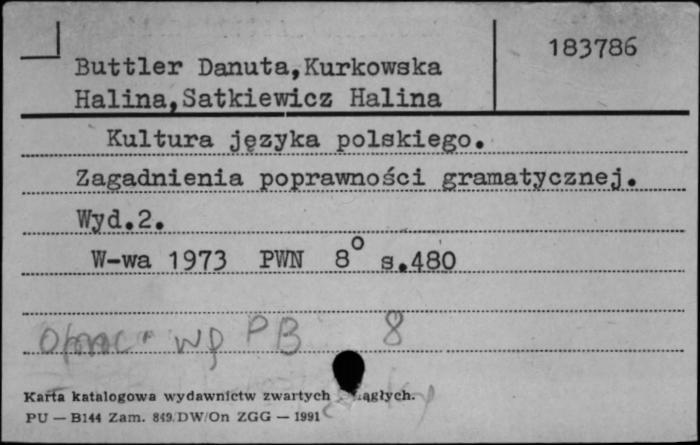 183786
Buttler Danuta,Kurkowska
Halina,Satkiewicz Halina
Kultura języka polskiego.
Zagadnienia poprawności gramatycznej.
Wyd.2.
W-wa 1973 PWN 8° s.480
wp PB 8
Karta katalogowa wydawnictw zwartych
PU — B144 Zam. 849/DW/On ZGG — 1991